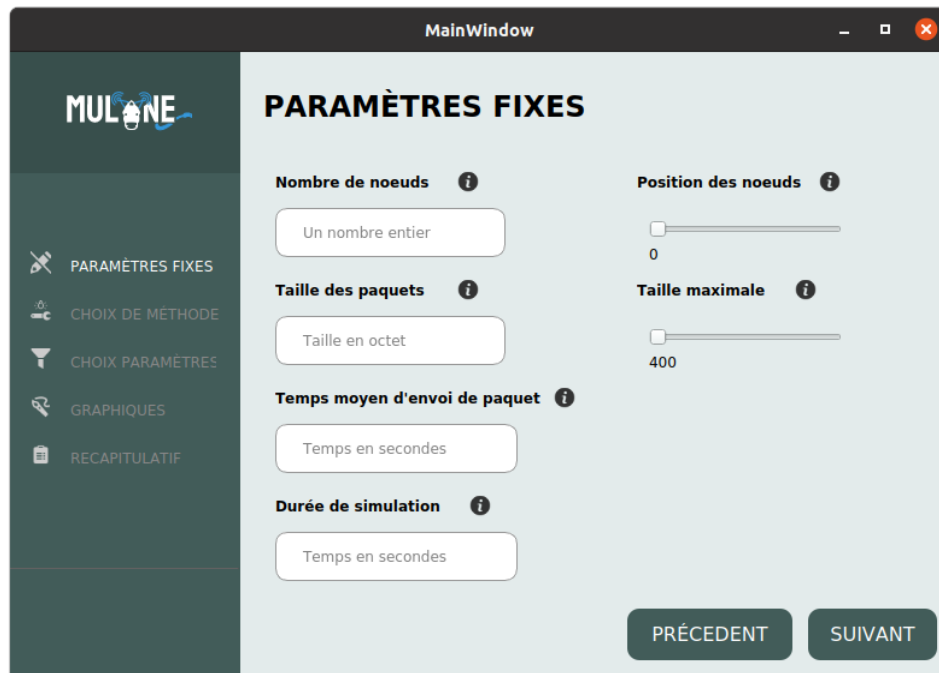 MainWindow
MULONE
PARAMÈTRES FIXES
CHOIX DE MÉTHODE
CHOIX PARAMÈTRES
GRAPHIQUES
RECAPITULATIF
PARAMÈTRES FIXES
Nombre de noeuds
Un nombre entier
Position des noeuds
0
Taille des paquets
Taille en octet
Taille maximale
400
Temps moyen d'envoi de paquet
Temps en secondes
Durée de simulation
Temps en secondes
PRÉCEDENT
SUIVANT